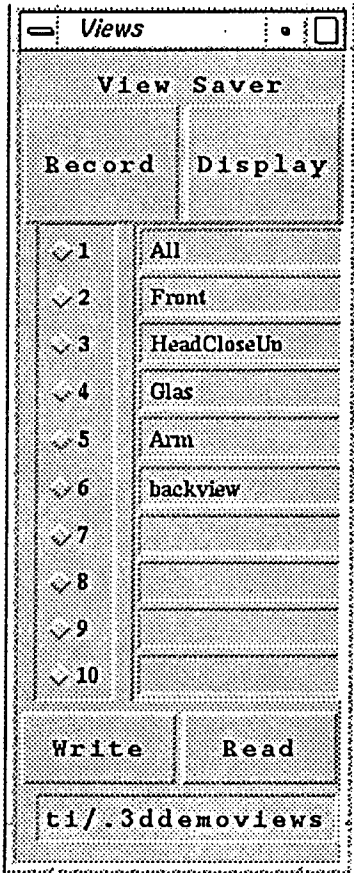 Views
View Saver
Record Display
1 All
2 Front
3 HeadCloseUp
4 Glas
5 Arm
6 backview
7
8
9
10
Write Read
ti/.3ddemoviews